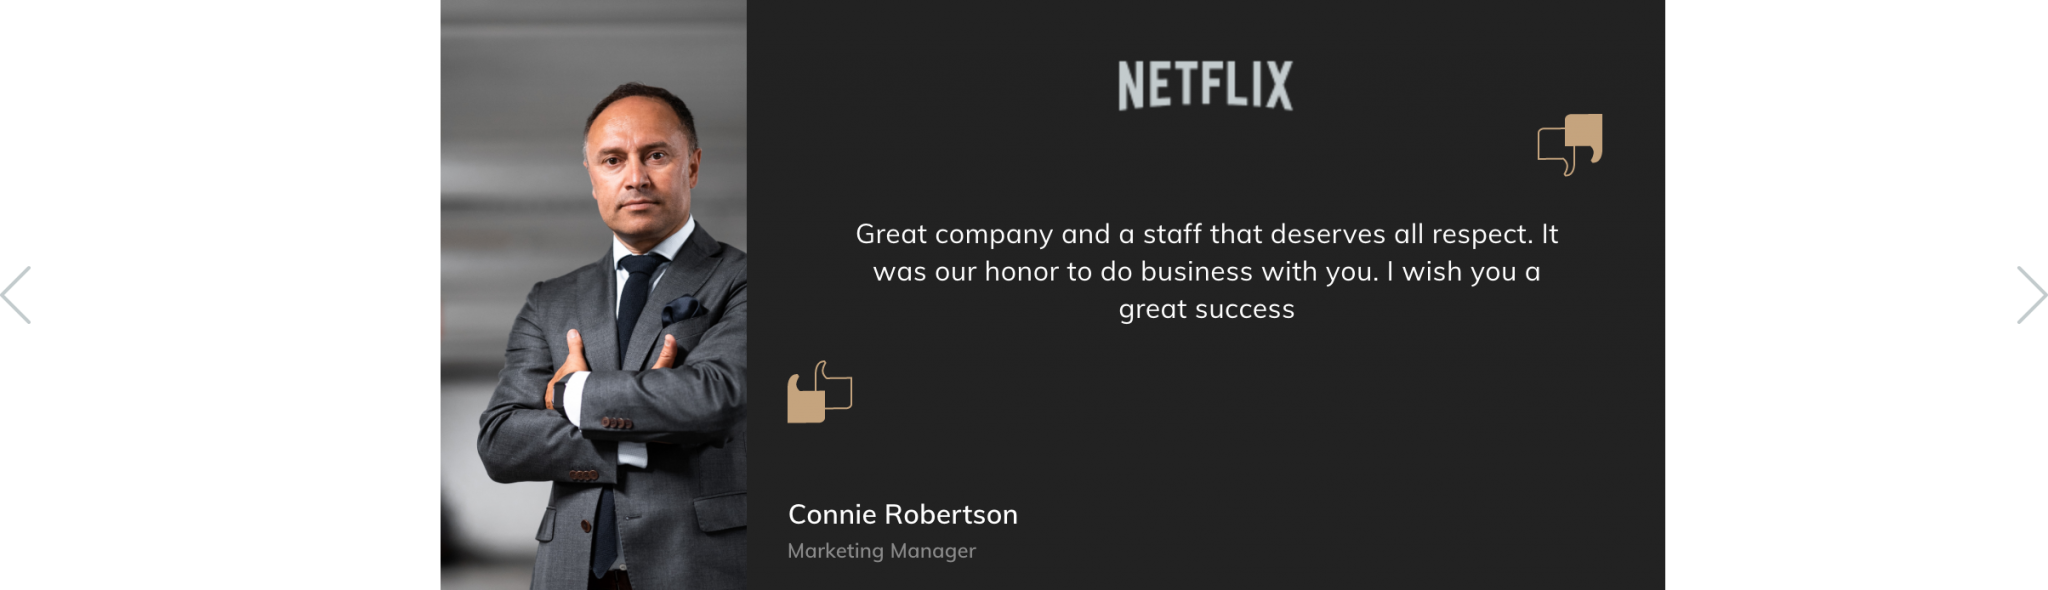 NETFLIX
Great company and a staff that deserves all respect. It
was our honor to do business with you. I wish you a
great success
Connie Robertson
Marketing Manager